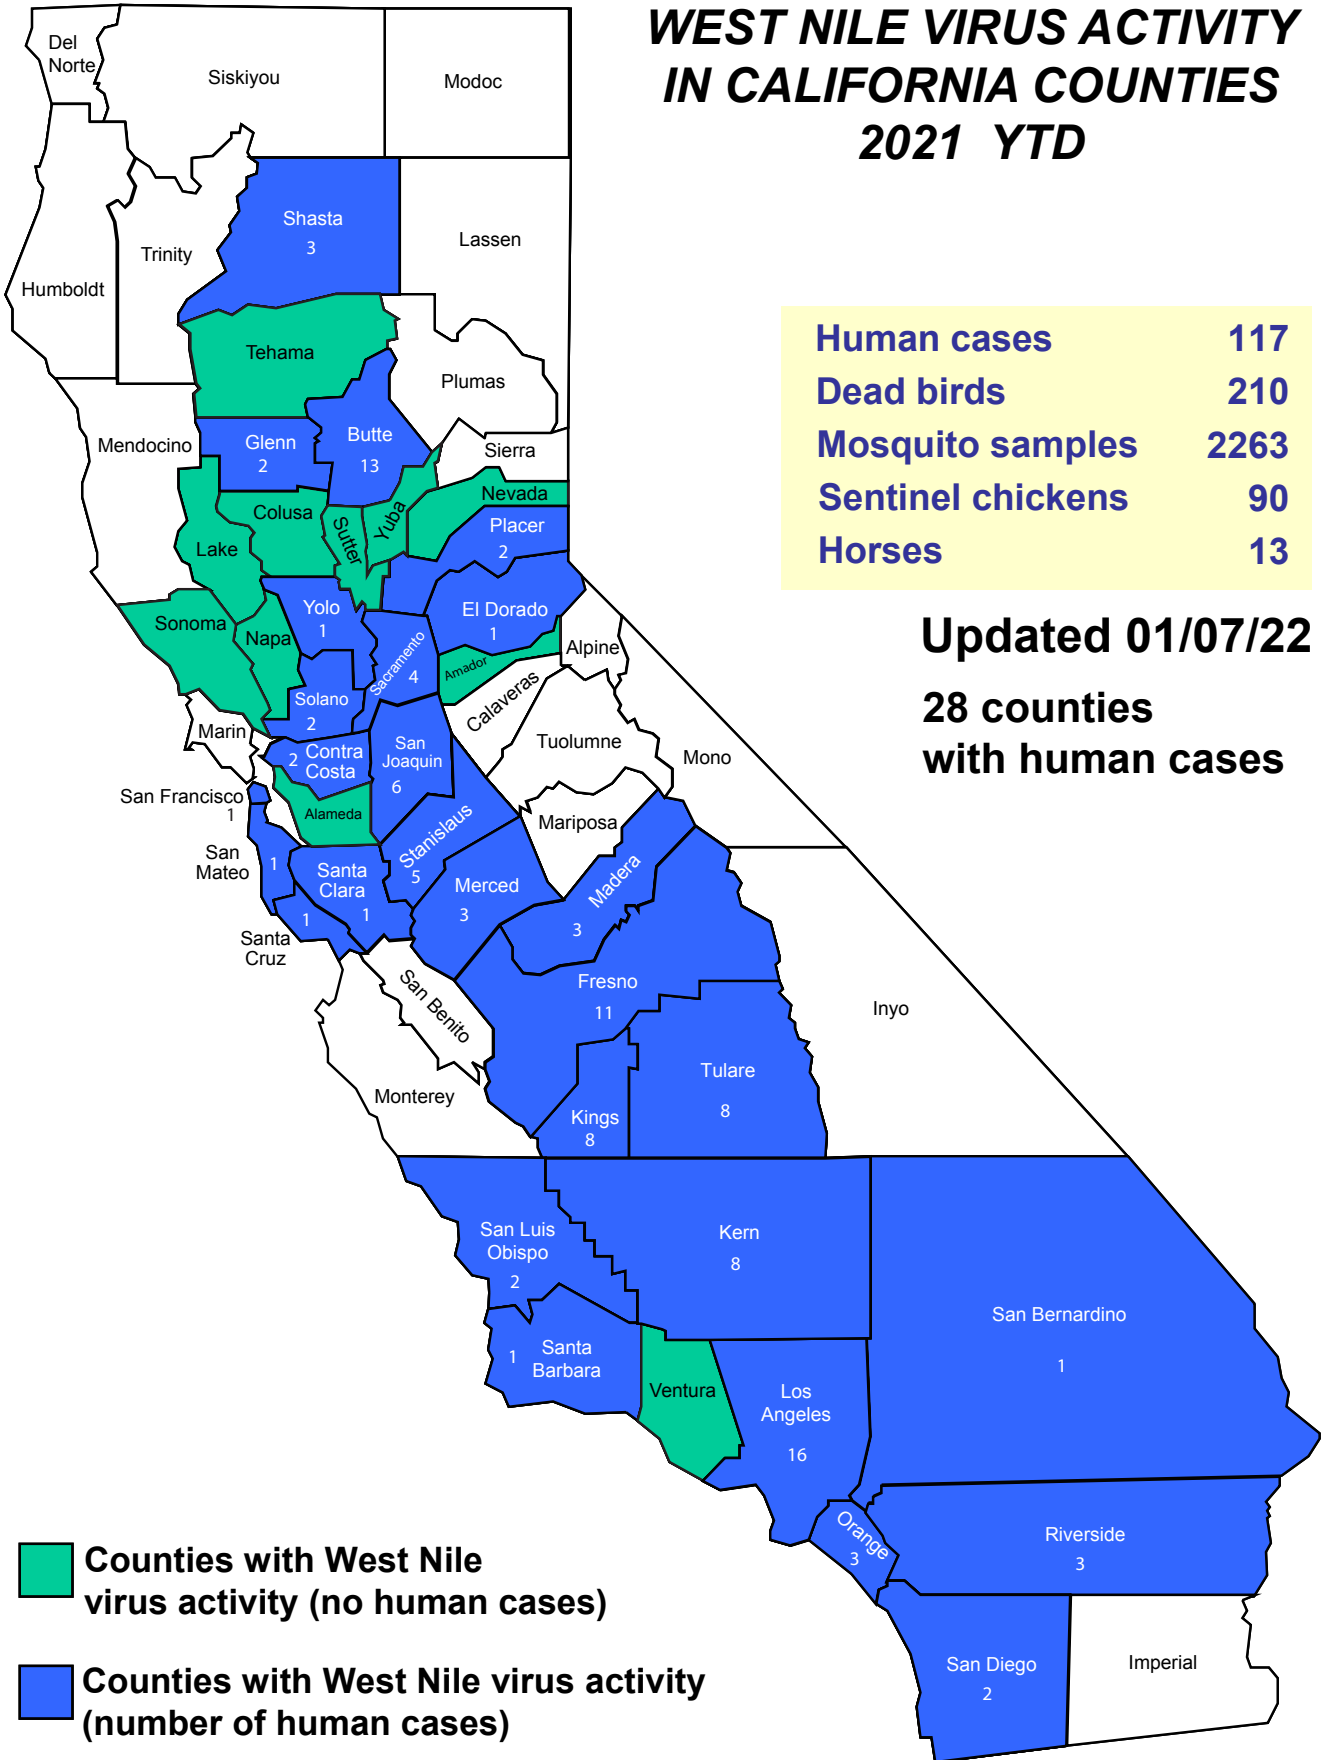 WEST NILE VIRUS ACTIVITY
IN CALIFORNIA COUNTIES
2021 YTD
Del
Norte
Siskiyou
Modoc
Shasta
3
Lassen
Trinity
Humboldt
Human cases 117
Dead birds 210
Mosquito samples 2263
Sentinel chickens 90
Horses 13
Tehama
Plumas
Mendocino
Glenn
2
Butte
13
Sierra
Nevada
Colusa
Sutter
Yuba
Placer
2
Lake
Yolo
1
El Dorado
1
Sonoma
Napa
Sacramento
4
Amador
Alpine
Updated 01/07/22
28 counties
with human cases
Solano
2
Calaveras
Marin
2 Contra
Costa
San
Joaquin
6
Tuolumne
Mono
San Francisco
1
Alameda
Mariposa
Stanislaus
5
San
Mateo
1
Santa
Clara
1
Merced
3
Madera
3
Santa
Cruz
1
San Benito
Fresno
11
Inyo
Tulare
8
Monterey
Kings
8
San Luis
Obispo
2
Kern
8
San Bernardino
1
1 Santa
Barbara
Ventura
Los
Angeles
16
Orange
3
Riverside
3
San Diego
2
Imperial
Counties with West Nile
virus activity (no human cases)
Counties with West Nile virus activity
(number of human cases)